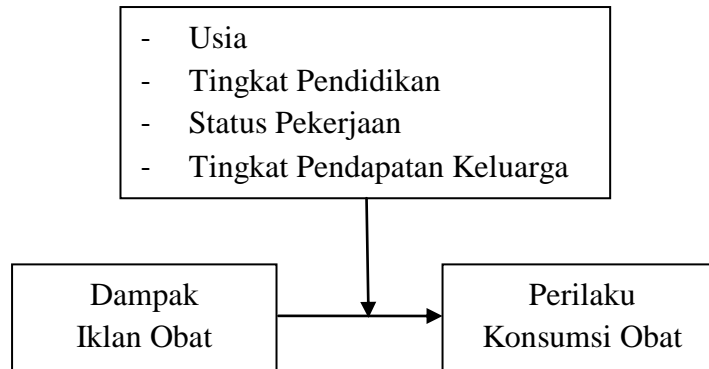 - Usia
- Tingkat Pendidikan
- Status Pekerjaan
- Tingkat Pendapatan Keluarga
Dampak
Iklan Obat
Perilaku
Konsumsi Obat